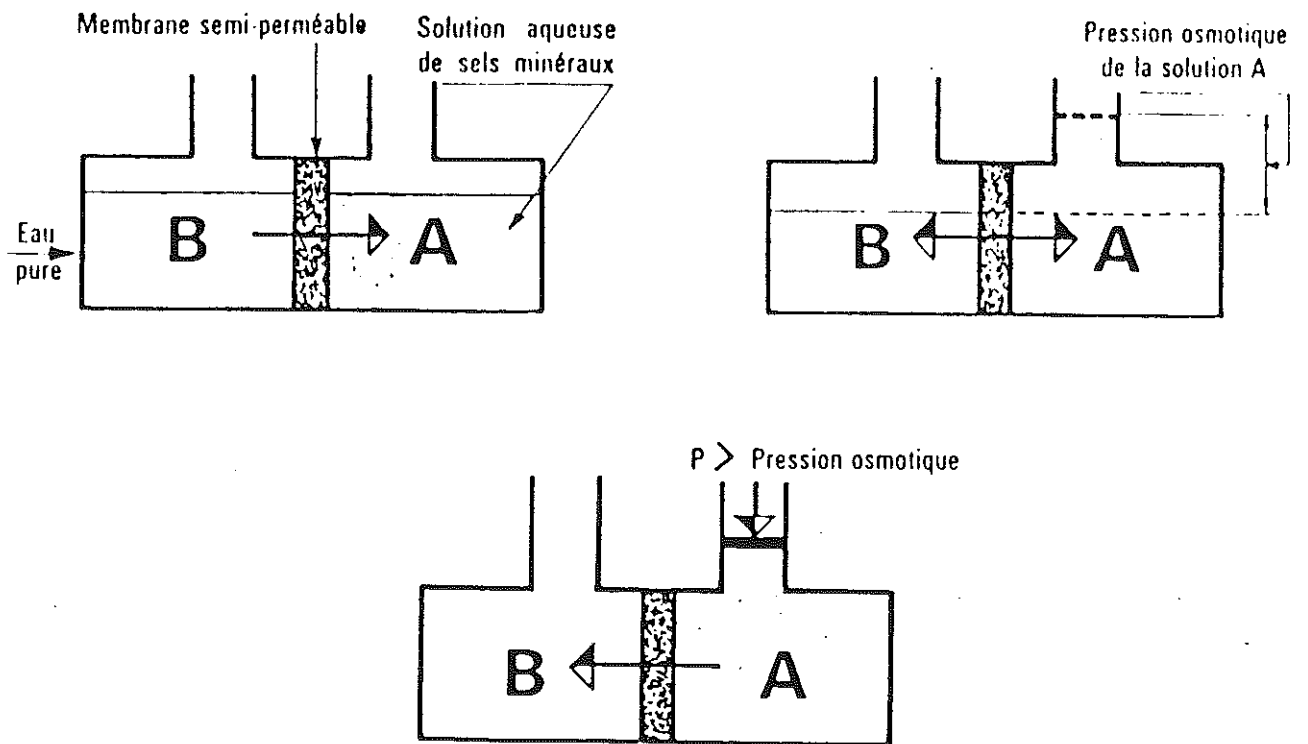 Membrane semi-perméable
Solution aqueuse
de sels minéraux
Eau
pure
B
A
Pression osmotique
de la solution A
B
A
P > Pression osmotique
B
A